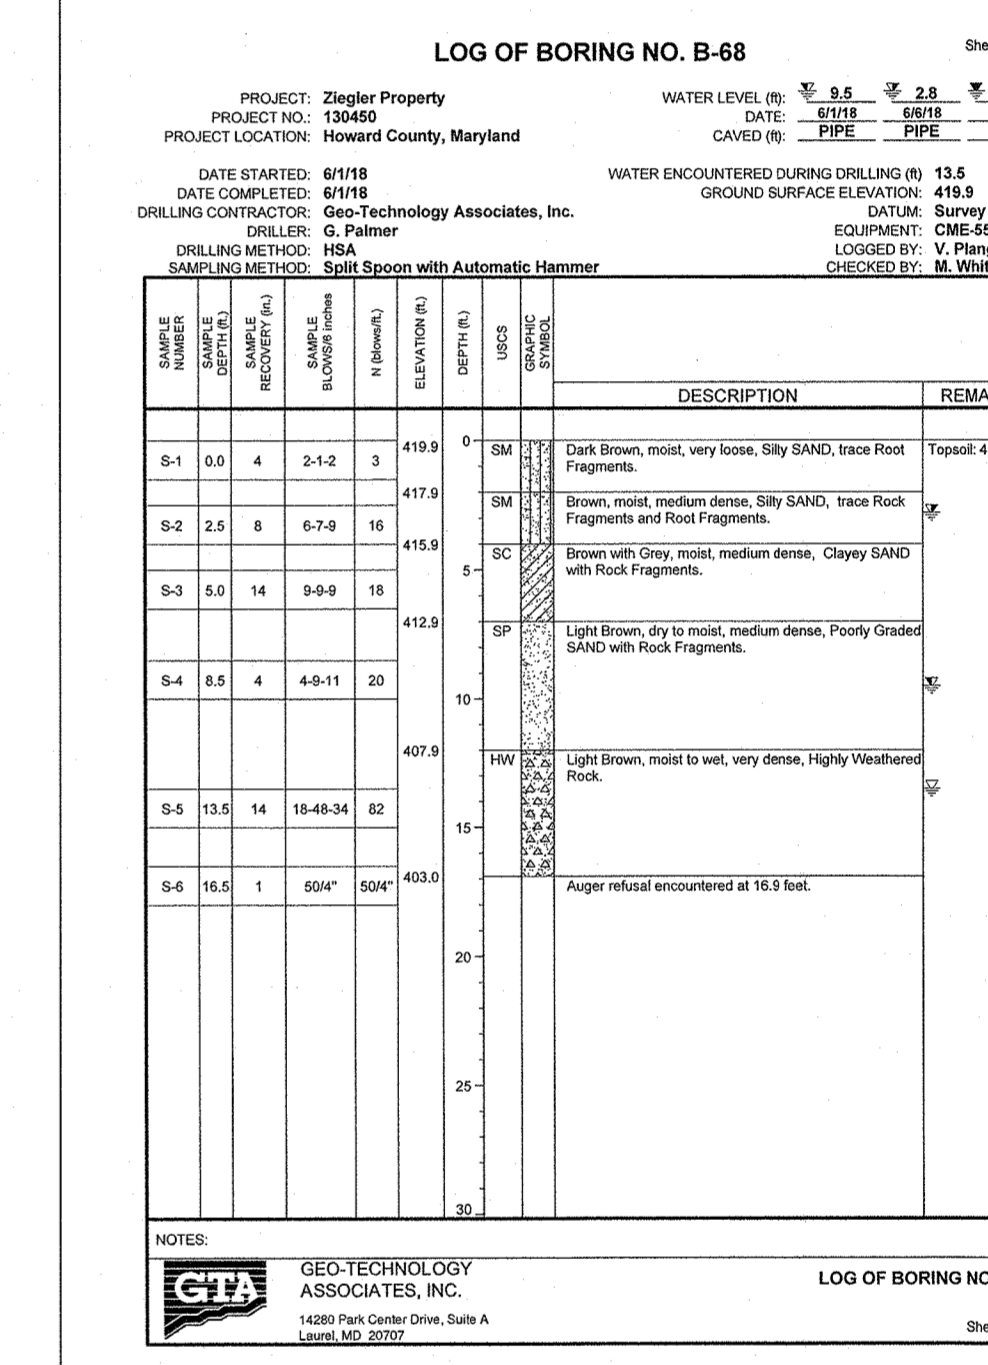 LOG OF BORING NO. B-68
She
PROJECT: Ziegler Property
PROJECT NO.: 130450
PROJECT LOCATION: Howard County, Maryland
WATER LEVEL (ft): 9.5 2.8
DATE: 6/1/18 6/6/18
CAVED (ft): PIPE PIPE
DATE STARTED: 6/1/18
DATE COMPLETED: 6/1/18
DRILLING CONTRACTOR: Geo-Technology Associates, Inc.
DRILLER: G. Palmer
DRILLING METHOD: HSA
SAMPLING METHOD: Split Spoon with Automatic Hammer
WATER ENCOUNTERED DURING DRILLING (ft) 13.5
GROUND SURFACE ELEVATION: 419.9
DATUM: Survey
EQUIPMENT: CME-55
LOGGED BY: V. Plan
CHECKED BY: M. Whit
SAMPLE NUMBER
SAMPLE DEPTH (ft.)
SAMPLE RECOVERY (in.)
SAMPLE BLOWS/6 inches
N (blows/ft.)
ELEVATION (ft.)
DEPTH (ft.)
USCS
GRAPHIC SYMBOL
DESCRIPTION
REMA
419.9 0 SM Dark Brown, moist, very loose, Silty SAND, trace Root
Fragments.
Topsoil: 4
S-1 0.0 4 2-1-2 3
417.9 SM Brown, moist, medium dense, Silty SAND, trace Rock
Fragments and Root Fragments.
S-2 2.5 8 6-7-9 16
415.9 SC Brown with Grey, moist, medium dense, Clayey SAND
with Rock Fragments.
5
S-3 5.0 14 9-9-9 18
412.9 SP Light Brown, dry to moist, medium dense, Poorly Graded
SAND with Rock Fragments.
S-4 8.5 4 4-9-11 20
10
407.9 HW Light Brown, moist to wet, very dense, Highly Weathered
Rock.
S-5 13.5 14 18-48-34 82
15
403.0
S-6 16.5 1 50/4" 50/4" Auger refusal encountered at 16.9 feet.
20
25
30
NOTES:
GTA
GEO-TECHNOLOGY
ASSOCIATES, INC.
14280 Park Center Drive, Suite A
Laurel, MD 20707
LOG OF BORING NO
She